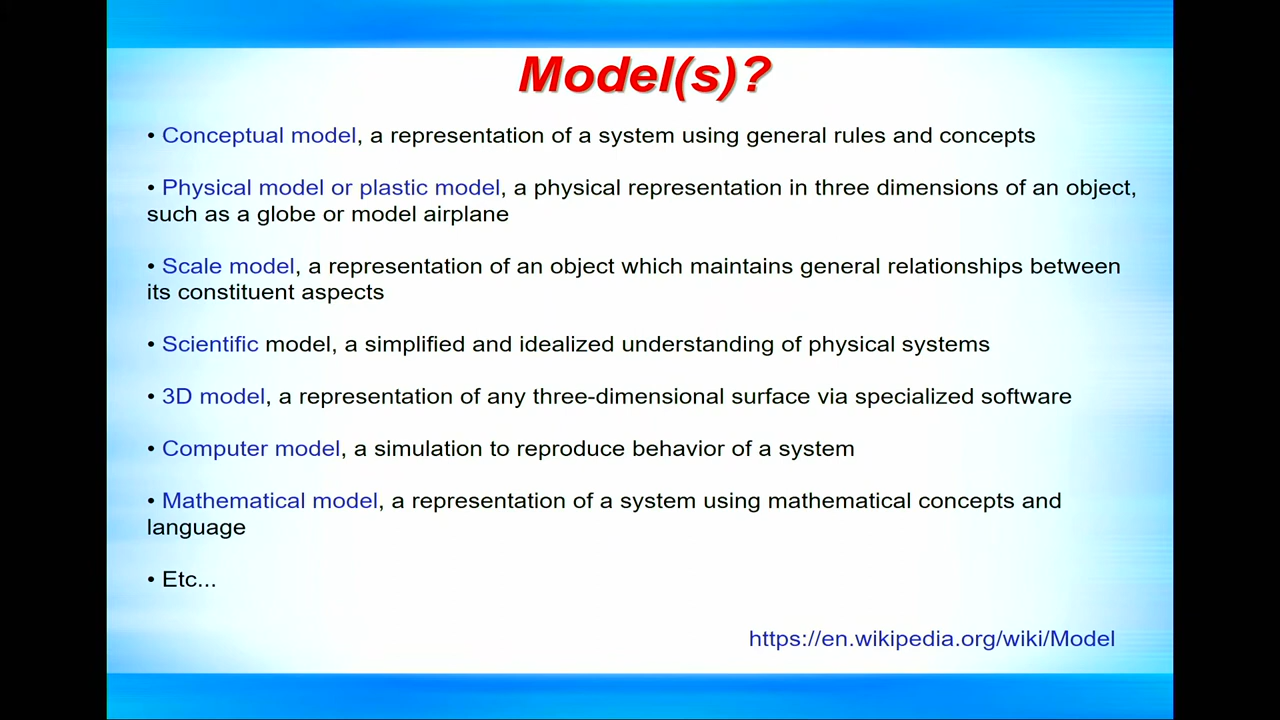 Model(s)?
• Conceptual model, a representation of a system using general rules and concepts
• Physical model or plastic model, a physical representation in three dimensions of an object,
such as a globe or model airplane
• Scale model, a representation of an object which maintains general relationships between
its constituent aspects
• Scientific model, a simplified and idealized understanding of physical systems
• 3D model, a representation of any three-dimensional surface via specialized software
• Computer model, a simulation to reproduce behavior of a system
• Mathematical model, a representation of a system using mathematical concepts and
language
• Etc...
https://en.wikipedia.org/wiki/Model